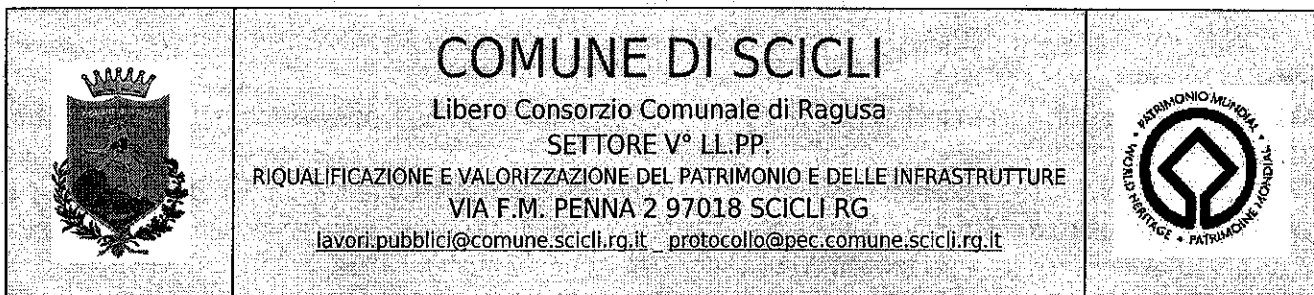 COMUNE DI SCICLI
Libero Consorzio Comunale di Ragusa
SETTORE V° LL.PP.
RIQUALIFICAZIONE E VALORIZZAZIONE DEL PATRIMONIO E DELLE INFRASTRUTTURE
VIA F.M. PENNA 2 97018 SCICLI RG
lavori.pubblici@comune.scicli.rg.it _ protocollo@pec.comune.scicli.rg.it
PATRIMONIO MUNDIAL • WORLD HERITAGE • PATRIMOINE MONDIAL •